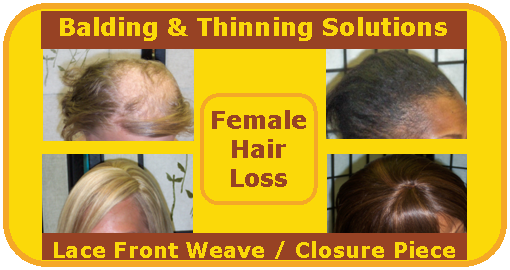 Balding & Thinning Solutions
Female
Hair
Loss
Lace Front Weave / Closure Piece